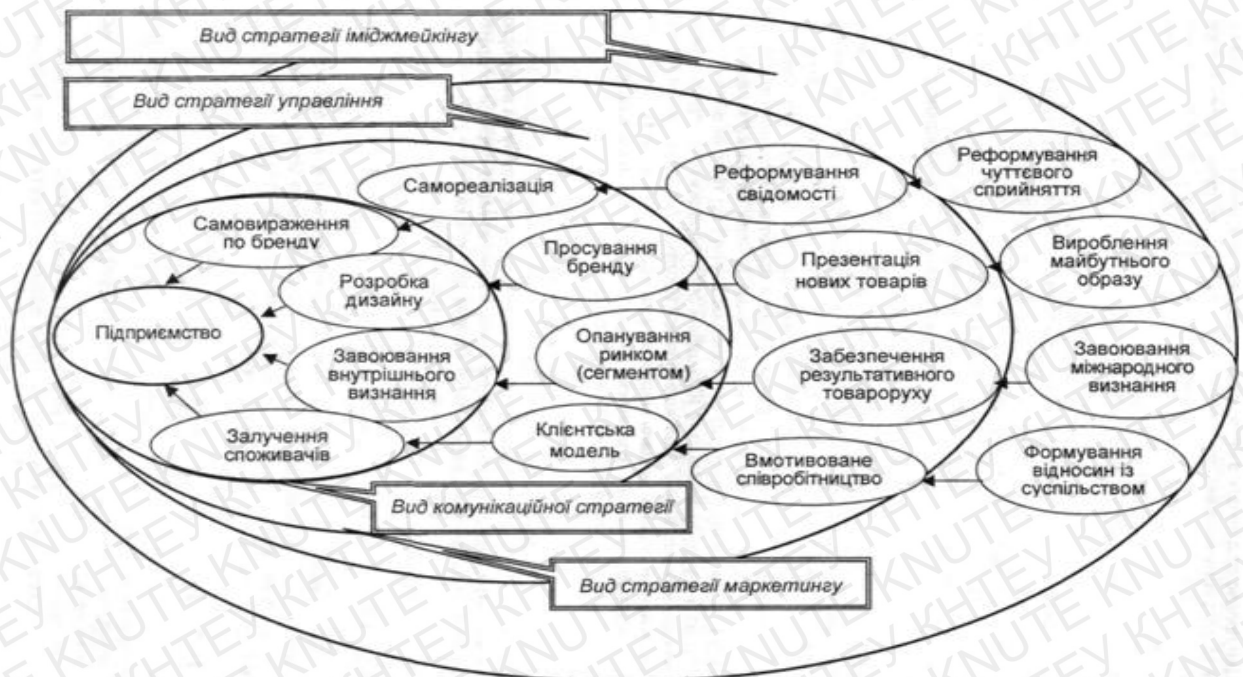 Вид стратегії іміджмейкінгу
Вид стратегії управління
Реформування
чуттєвого
сприйняття
Реформування
свідомості
Самореалізація
Самовираження
по бренду
Вироблення
майбутнього
образу
Презентація
нових товарів
Просування
бренду
Розробка
дизайну
Підприємство
Завоювання
міжнародного
визнання
Забезпечення
результативного
товароруху
Опанування
ринком
(сегментом)
Завоювання
внутрішнього
визнання
Формування
відносин із
суспільством
Вмотивоване
співробітництво
Клієнтська
модель
Залучення
споживачів
Вид комунікаційної стратегії
Вид стратегії маркетингу
KNUTE КНТЕУ